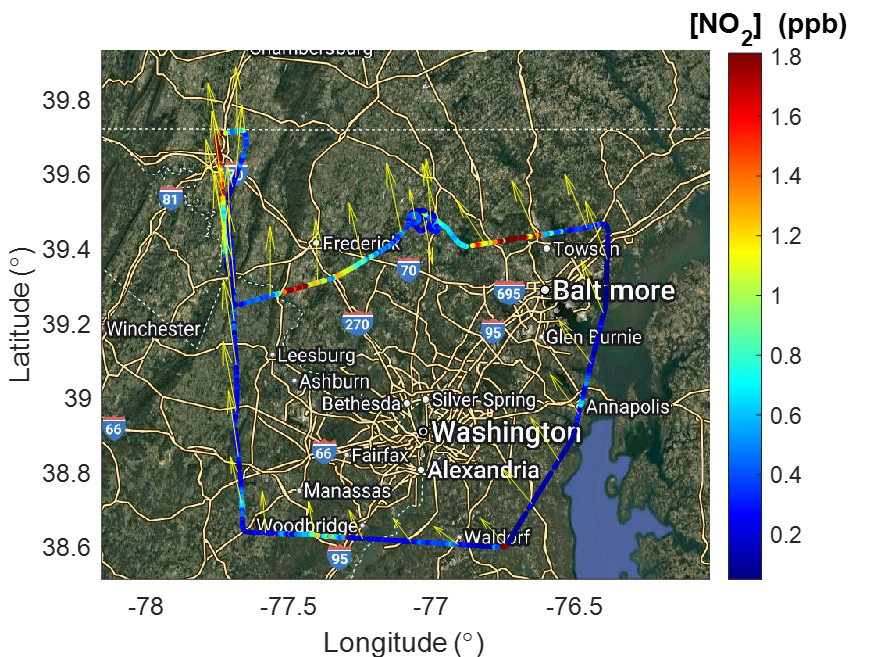 [NO2] (ppb)
Chambersburg
39.8
39.6
39.4
39.2
39
38.8
38.6
Latitude (°)
70
81
Frederick
Towson
70
695
Baltimore
270
95
Winchester
Glen Burnie
Leesburg
Ashburn
Bethesda
Silver Spring
Annapolis
66
Washington
66
Fairfax
Alexandria
Manassas
Woodbridge
Waldorf
95
-78
-77.5
-77
-76.5
Longitude (°)
1.8
1.6
1.4
1.2
1
0.8
0.6
0.4
0.2